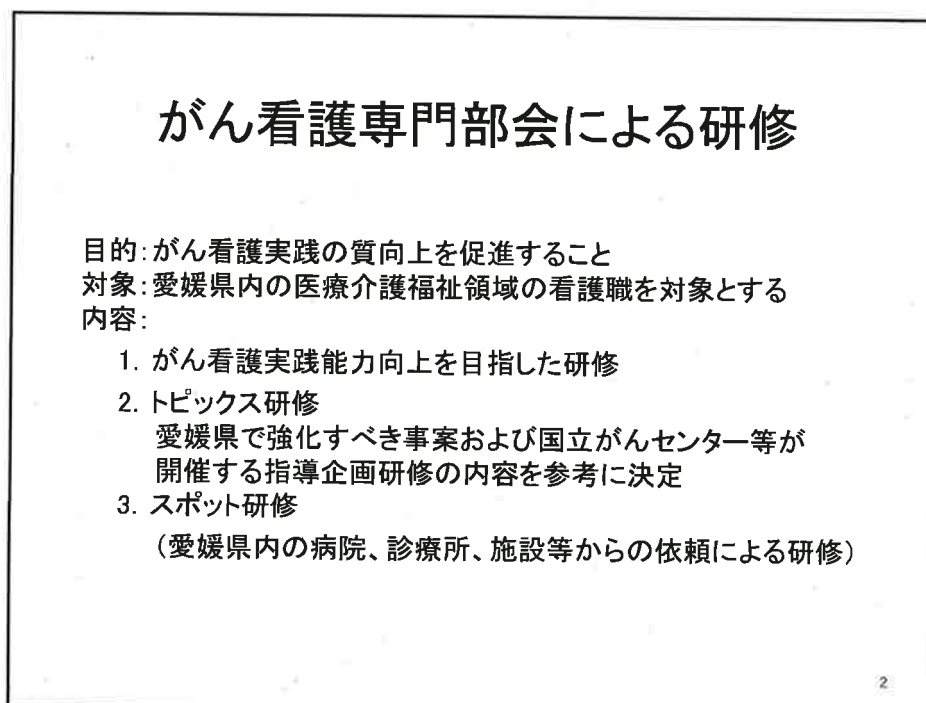 がん看護専門部会による研修
目的:がん看護実践の質向上を促進すること
対象:愛媛県内の医療介護福祉領域の看護職を対象とする
内容:
1. がん看護実践能力向上を目指した研修
2. トピックス研修
愛媛県で強化すべき事案および国立がんセンター等が
開催する指導企画研修の内容を参考に決定
3. スポット研修
(愛媛県内の病院、診療所、施設等からの依頼による研修)
2